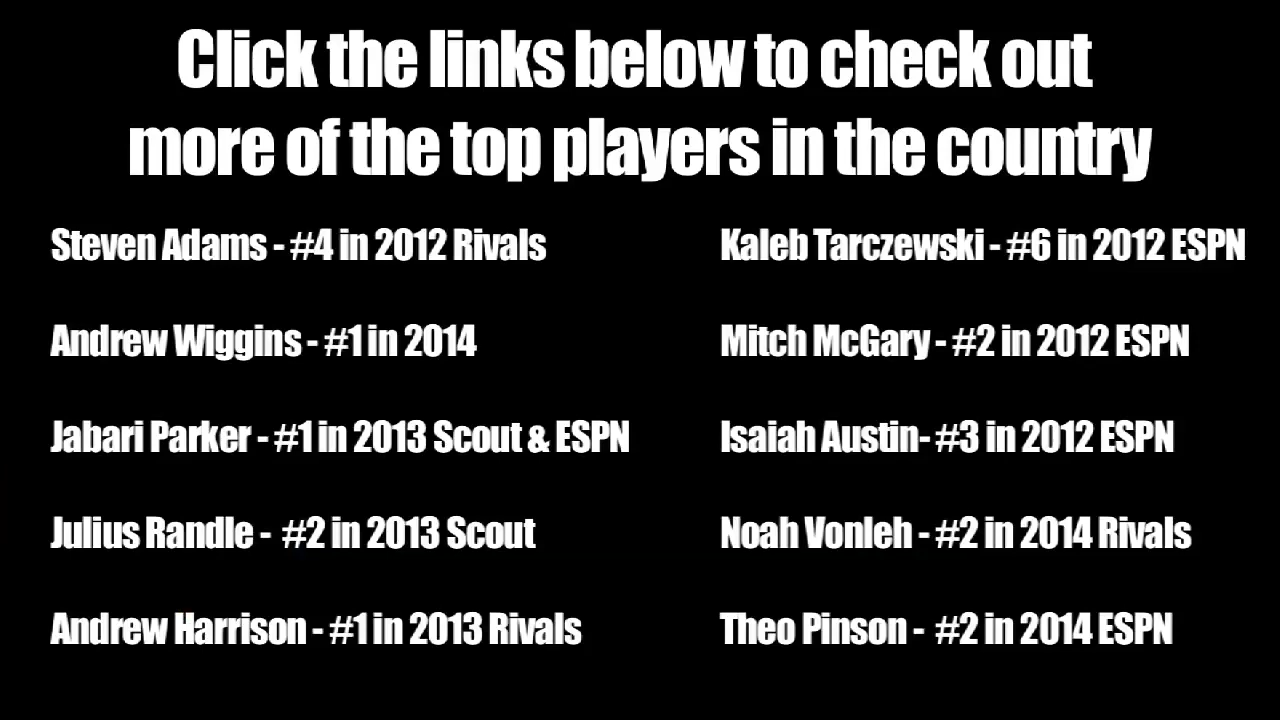 Click the links below to check out
more of the top players in the country
Steven Adams - #4 in 2012 Rivals
Andrew Wiggins - #1 in 2014
Jabari Parker - #1 in 2013 Scout & ESPN
Julius Randle - #2 in 2013 Scout
Andrew Harrison - #1 in 2013 Rivals
Kaleb Tarczewski - #6 in 2012 ESPN
Mitch McGary - #2 in 2012 ESPN
Isaiah Austin- #3 in 2012 ESPN
Noah Vonleh - #2 in 2014 Rivals
Theo Pinson - #2 in 2014 ESPN